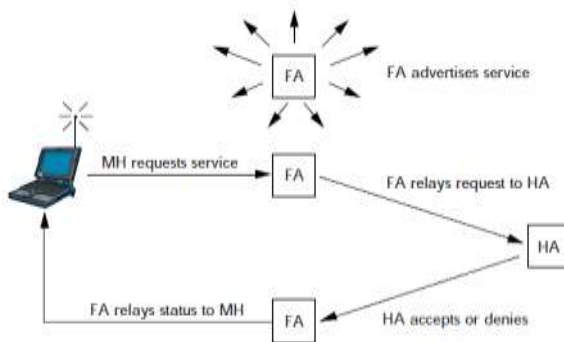 FA
FA advertises service
MH requests service
FA
FA relays request to HA
HA
FA relays status to MH
FA
HA accepts or denies